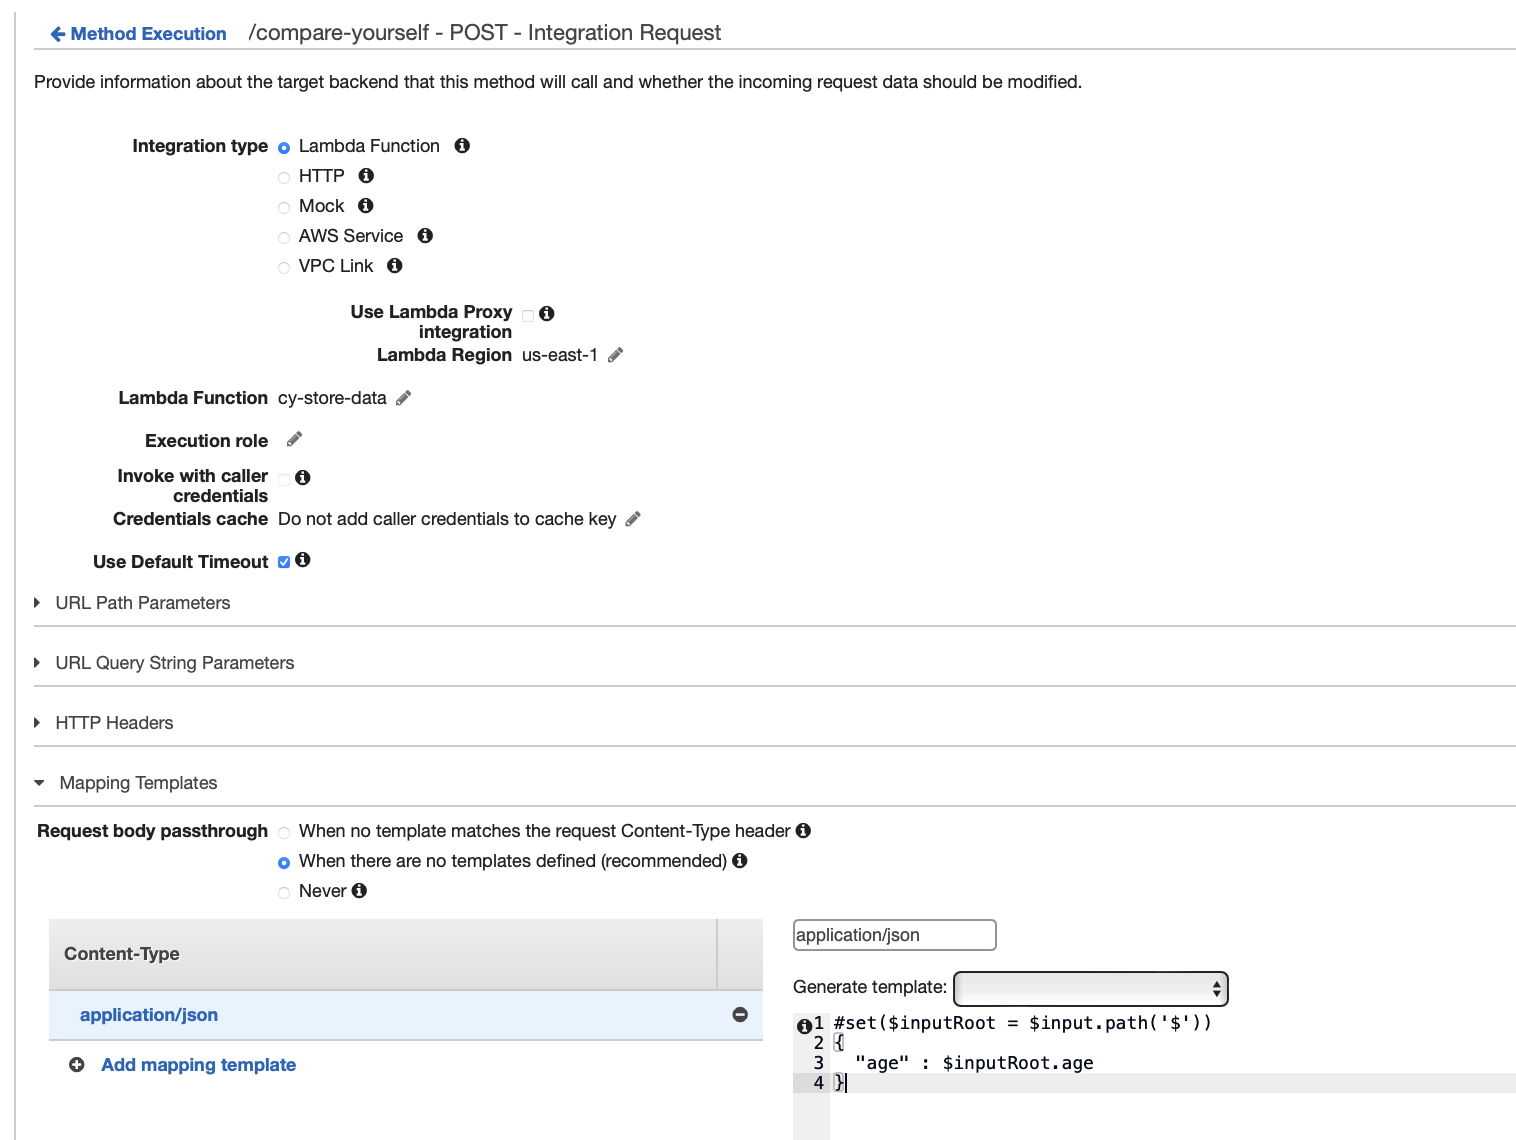 Method Execution /compare-yourself - POST - Integration Request
Provide information about the target backend that this method will call and whether the incoming request data should be modified.
Integration type Lambda Function
HTTP
Mock
AWS Service
VPC Link
Use Lambda Proxy
integration
Lambda Region us-east-1
Lambda Function cy-store-data
Execution role
Invoke with caller
credentials
Credentials cache Do not add caller credentials to cache key
Use Default Timeout
URL Path Parameters
URL Query String Parameters
HTTP Headers
Mapping Templates
Request body passthrough When no template matches the request Content-Type header
When there are no templates defined (recommended)
Never
Content-Type
application/json
Add mapping template
application/json
Generate template:
1 #set($inputRoot = $input.path('$'))
2 {
3 "age" : $inputRoot.age
4 }